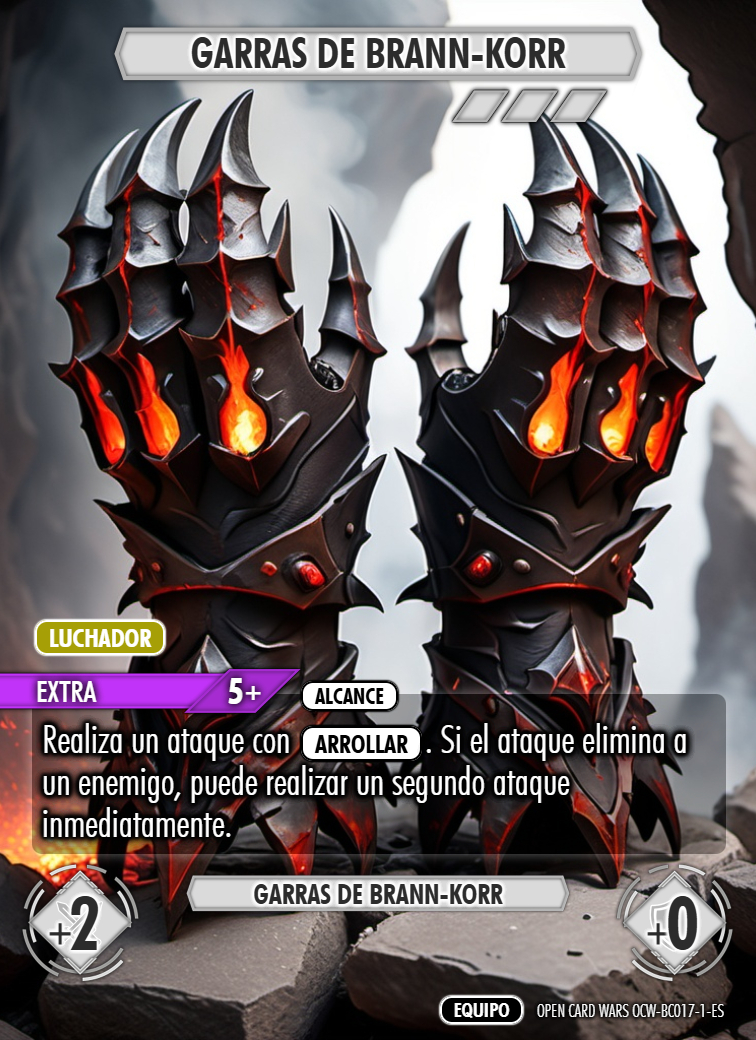 GARRAS DE BRANN-KORR
LUCHADOR
EXTRA 5+ ALCANCE
Realiza un ataque con ARROLLAR. Si el ataque elimina a
un enemigo, puede realizar un segundo ataque
inmediatamente.
+2 GARRAS DE BRANN-KORR +0
EQUIPO OPEN CARD WARS OCW-BC017-1-ES